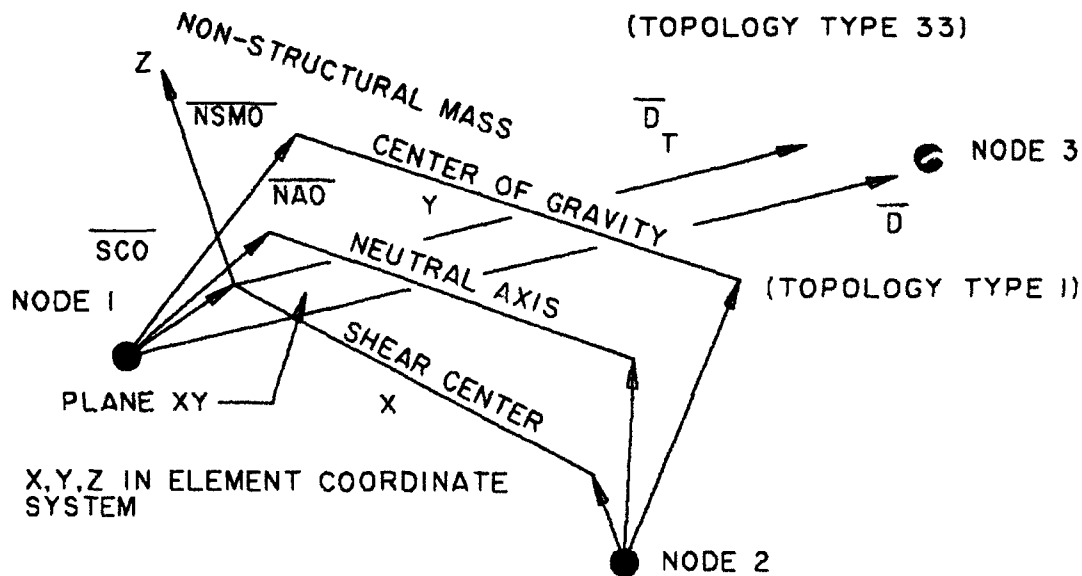 (TOPOLOGY TYPE 33)
NON-STRUCTURAL MASS
CENTER OF GRAVITY
Z
NSMO
D
T
NODE 3
NAO
Y
D
SCO
NEUTRAL AXIS
NODE 1
(TOPOLOGY TYPE 1)
SHEAR CENTER
PLANE XY
X
X,Y,Z IN ELEMENT COORDINATE
SYSTEM
NODE 2